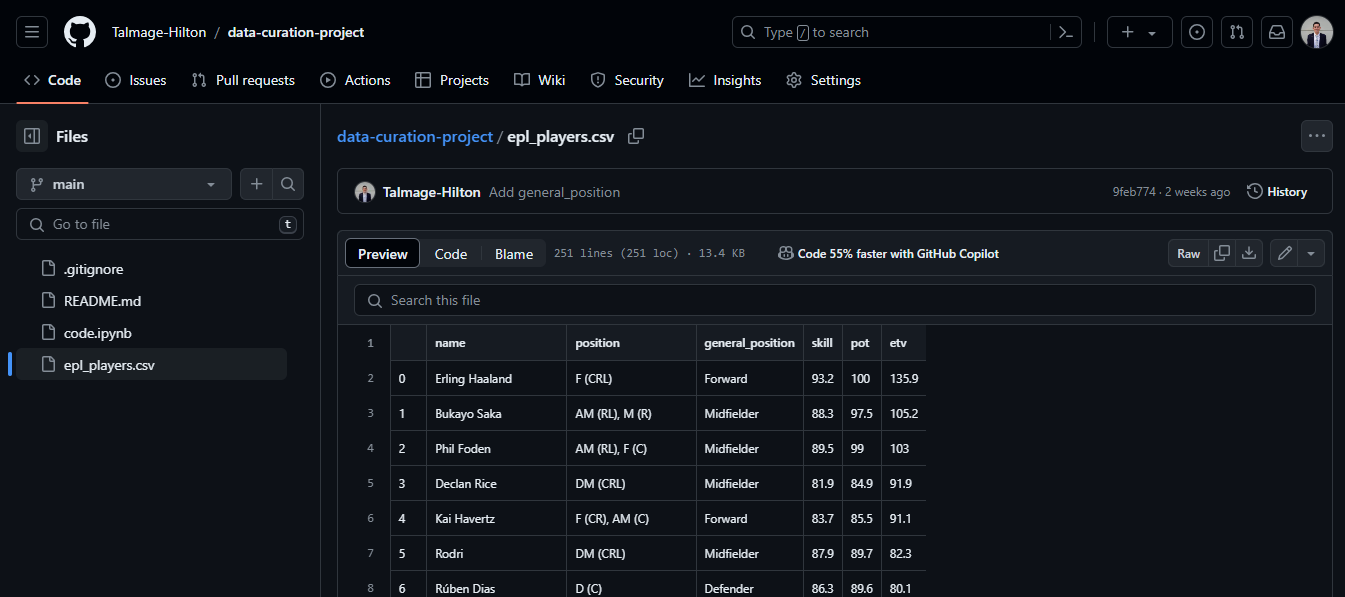 Talmage-Hilton / data-curation-project Type / to search
Code Issues Pull requests Actions Projects Wiki Security Insights Settings
Files
main
Go to file t
.gitignore
README.md
code.ipynb
epl_players.csv
data-curation-project / epl_players.csv
Talmage-Hilton Add general_position 9feb774 · 2 weeks ago History
Preview Code Blame 251 lines (251 loc) · 13.4 KB Code 55% faster with GitHub Copilot Raw
Search this file
1 name position general_position skill pot etv
2 0 Erling Haaland F (CRL) Forward 93.2 100 135.9
3 1 Bukayo Saka AM (RL), M (R) Midfielder 88.3 97.5 105.2
4 2 Phil Foden AM (RL), F (C) Midfielder 89.5 99 103
5 3 Declan Rice DM (CRL) Midfielder 81.9 84.9 91.9
6 4 Kai Havertz F (CR), AM (C) Forward 83.7 85.5 91.1
7 5 Rodri DM (CRL) Midfielder 87.9 89.7 82.3
8 6 Rúben Dias D (C) Defender 86.3 89.6 80.1